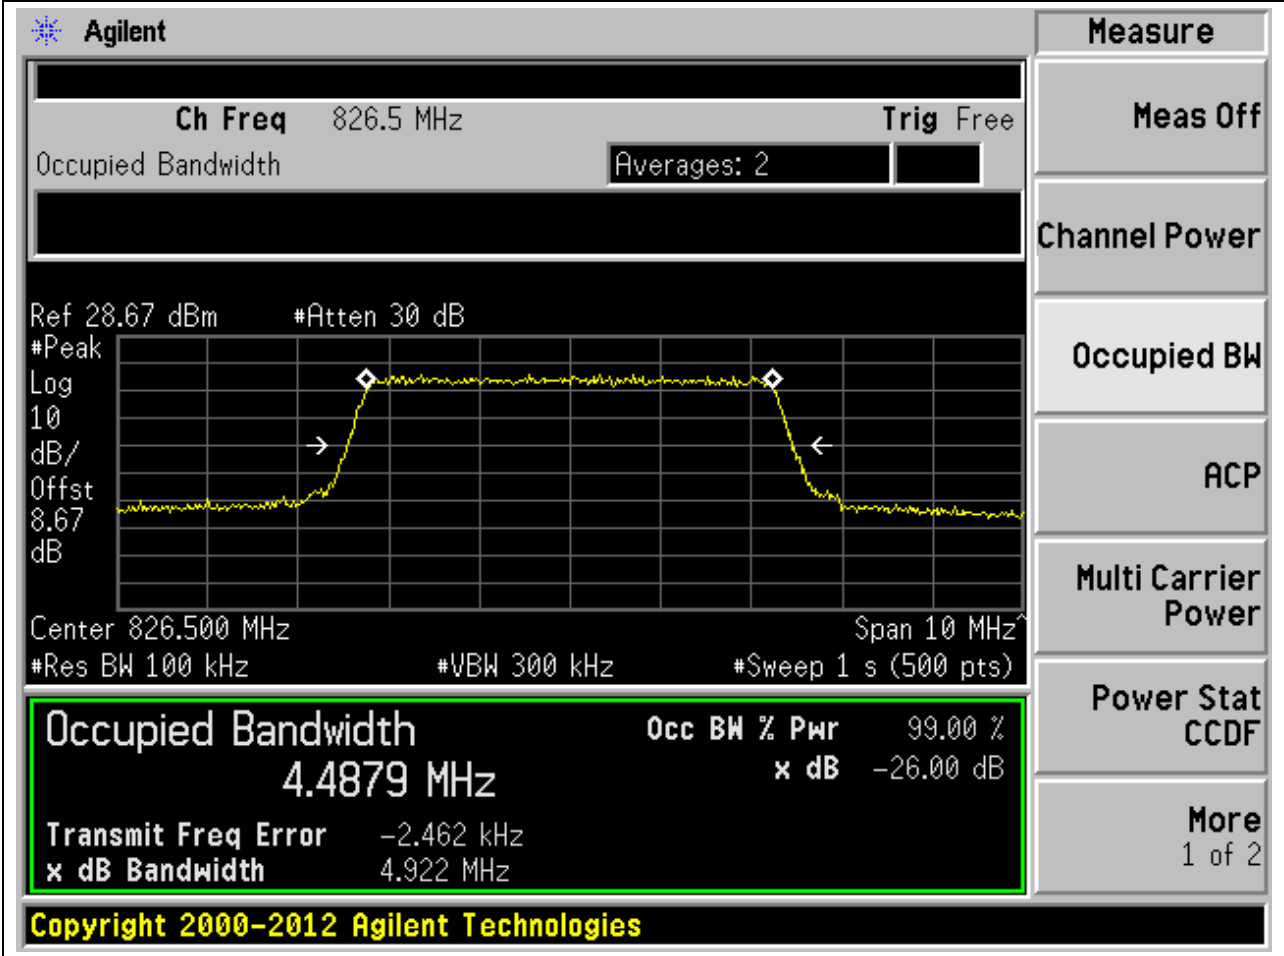 Agilent
Measure
Ch Freq 826.5 MHz Trig Free
Occupied Bandwidth Averages: 2
Meas Off
Channel Power
Occupied BW
ACP
Multi Carrier
Power
Power Stat
CCDF
More
1 of 2
Ref 28.67 dBm #Atten 30 dB
#Peak
Log
10
dB/
Offst
8.67
dB
Center 826.500 MHz Span 10 MHz^
#Res BW 100 kHz #VBW 300 kHz #Sweep 1 s (500 pts)
Occupied Bandwidth Occ BW % Pwr 99.00 %
4.4879 MHz x dB -26.00 dB
Transmit Freq Error -2.462 kHz
x dB Bandwidth 4.922 MHz
Copyright 2000-2012 Agilent Technologies